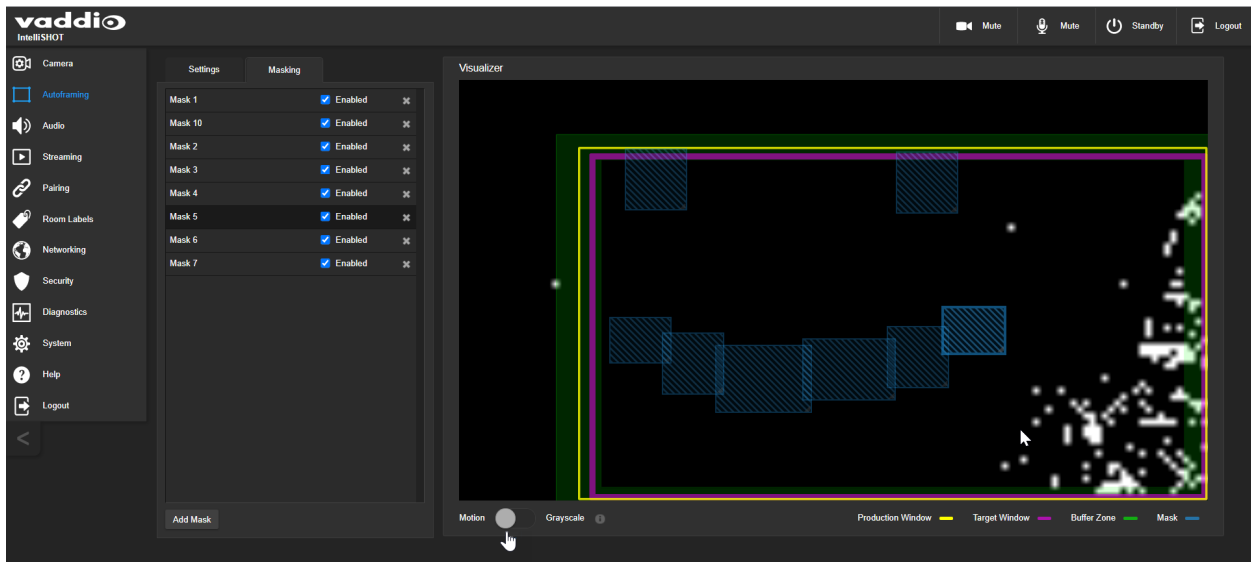 vaddio
IntelliSHOT
Mute
Mute
Standby
Logout
Camera
Autoframing
Audio
Streaming
Pairing
Room Labels
Networking
Security
Diagnostics
System
Help
Logout
<
Settings
Masking
Mask 1 Enabled
Mask 10 Enabled
Mask 2 Enabled
Mask 3 Enabled
Mask 4 Enabled
Mask 5 Enabled
Mask 6 Enabled
Mask 7 Enabled
Add Mask
Visualizer
Motion Grayscale
Production Window Target Window Buffer Zone Mask